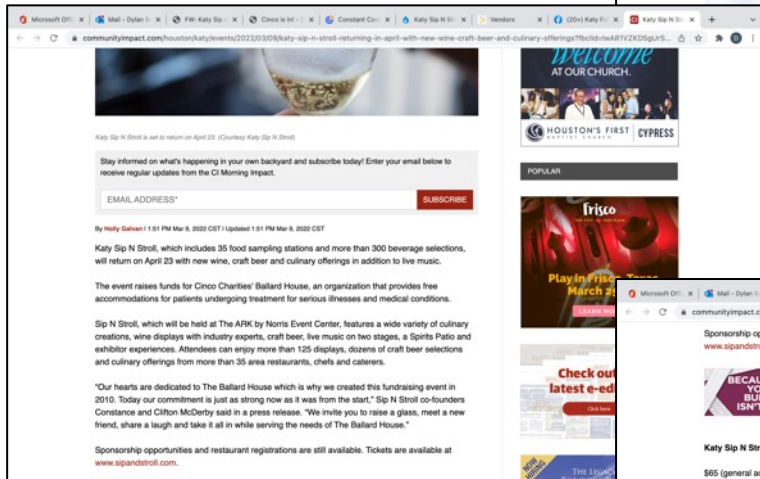 Microsoft Offi
Mail - Dylan B
FW: Katy Sip
Cinco is in! - 
Constant Con
Katy Sip N Str
Vendors
(20+) Katy Fu
Katy Sip N Str
communityimpact.com/houston/katy/events/2022/03/09/katy-sip-n-stroll-returning-in-april-with-new-wine-craft-beer-and-culinary-offerings?fbclid=IwAR1VZKD5gUrS...
Katy Sip N Stroll is set to return on April 23. (Courtesy Katy Sip N Stroll)
Stay informed on what's happening in your own backyard and subscribe today! Enter your email below to
receive regular updates from the CI Morning Impact.
EMAIL ADDRESS*
SUBSCRIBE
By Holly Galvan | 1:51 PM Mar 9, 2022 CST | Updated 1:51 PM Mar 9, 2022 CST
Katy Sip N Stroll, which includes 35 food sampling stations and more than 300 beverage selections,
will return on April 23 with new wine, craft beer and culinary offerings in addition to live music.
The event raises funds for Cinco Charities' Ballard House, an organization that provides free
accommodations for patients undergoing treatment for serious illnesses and medical conditions.
Sip N Stroll, which will be held at The ARK by Norris Event Center, features a wide variety of culinary
creations, wine displays with industry experts, craft beer, live music on two stages, a Spirits Patio and
exhibitor experiences. Attendees can enjoy more than 125 displays, dozens of craft beer selections
and culinary offerings from more than 35 area restaurants, chefs and caterers.
"Our hearts are dedicated to The Ballard House which is why we created this fundraising event in
2010. Today our commitment is just as strong now as it was from the start," Sip N Stroll co-founders
Constance and Clifton McDerby said in a press release. "We invite you to raise a glass, meet a new
friend, share a laugh and take it all in while serving the needs of The Ballard House."
Sponsorship opportunities and restaurant registrations are still available. Tickets are available at
www.sipandstroll.com.
welcome
AT OUR CHURCH.
HOUSTON'S FIRST
BAPTIST CHURCH
CYPRESS
POPULAR
Frisco
Play in Frisco, Texas
March 25
LEARN MO
Check out
latest e-edi
Click here
NOW
HIRING
THE LEGAC
Microsoft Offi
Mail - Dylan B
communityimpact.c
Sponsorship op
www.sipandstro
BECAU
YO
BU
ISN'T
Katy Sip N Str
$65 (general ad